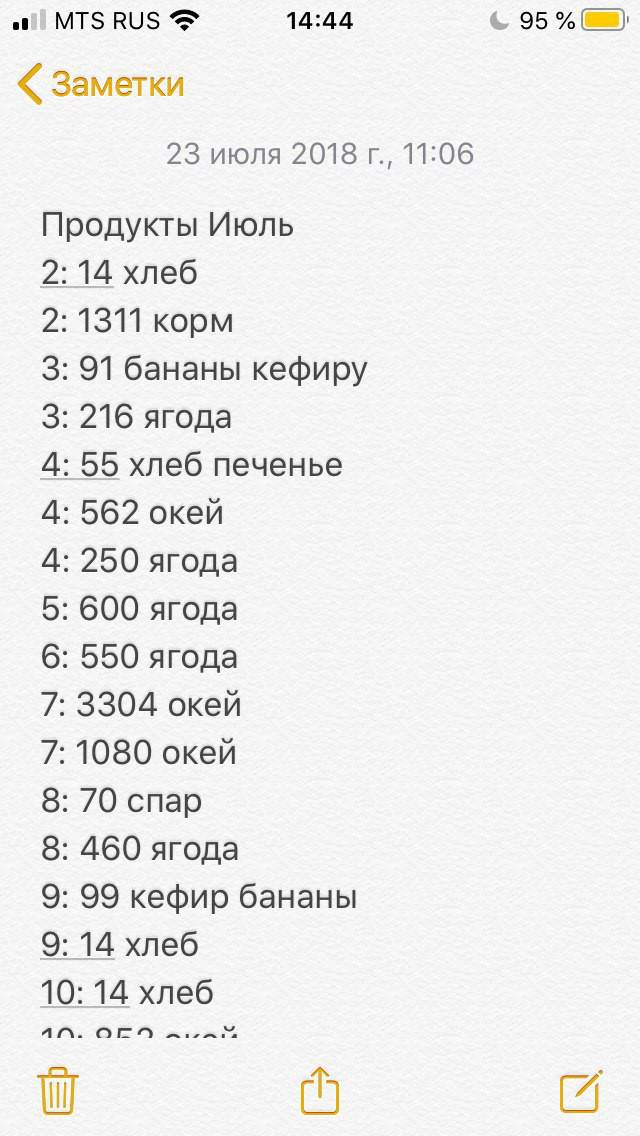 MTS RUS 14:44 95 %
Заметки
23 июля 2018 г., 11:06
Продукты Июль
2: 14 хлеб
2: 1311 корм
3: 91 бананы кефиру
3: 216 ягода
4: 55 хлеб печенье
4: 562 окей
4: 250 ягода
5: 600 ягода
6: 550 ягода
7: 3304 окей
7: 1080 окей
8: 70 спар
8: 460 ягода
9: 99 кефир бананы
9: 14 хлеб
10: 14 хлеб
10: 852 окей